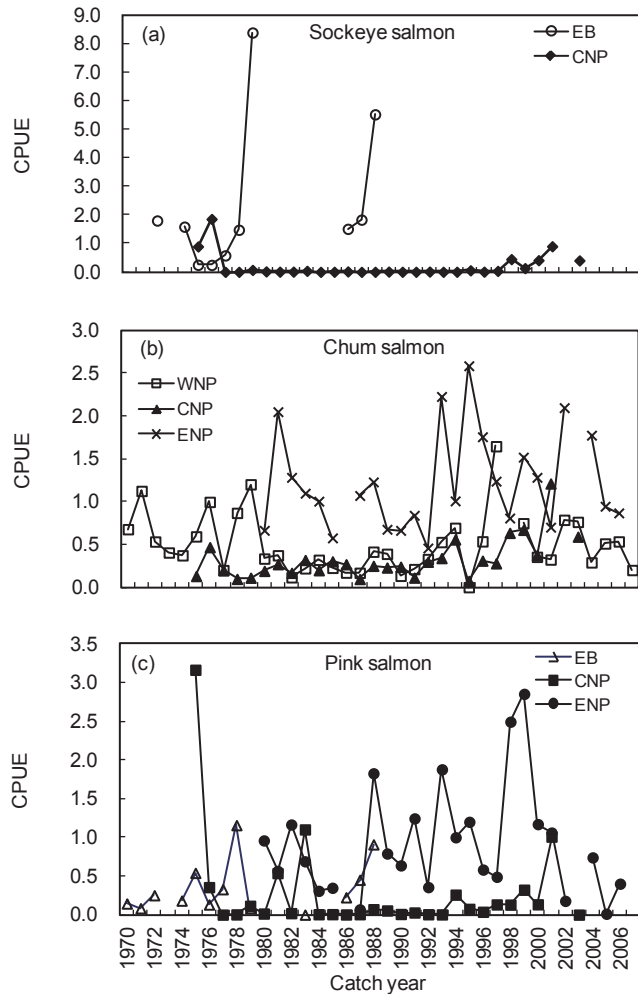 (a)
Sockeye salmon
EB
CNP
CPUE
9.0
8.0
7.0
6.0
5.0
4.0
3.0
2.0
1.0
0.0
(b)
Chum salmon
WNP
CNP
ENP
CPUE
3.0
2.5
2.0
1.5
1.0
0.5
0.0
(c)
Pink salmon
EB
CNP
ENP
CPUE
3.5
3.0
2.5
2.0
1.5
1.0
0.5
0.0
1970 1972 1974 1976 1978 1980 1982 1984 1986 1988 1990 1992 1994 1996 1998 2000 2002 2004 2006
Catch year